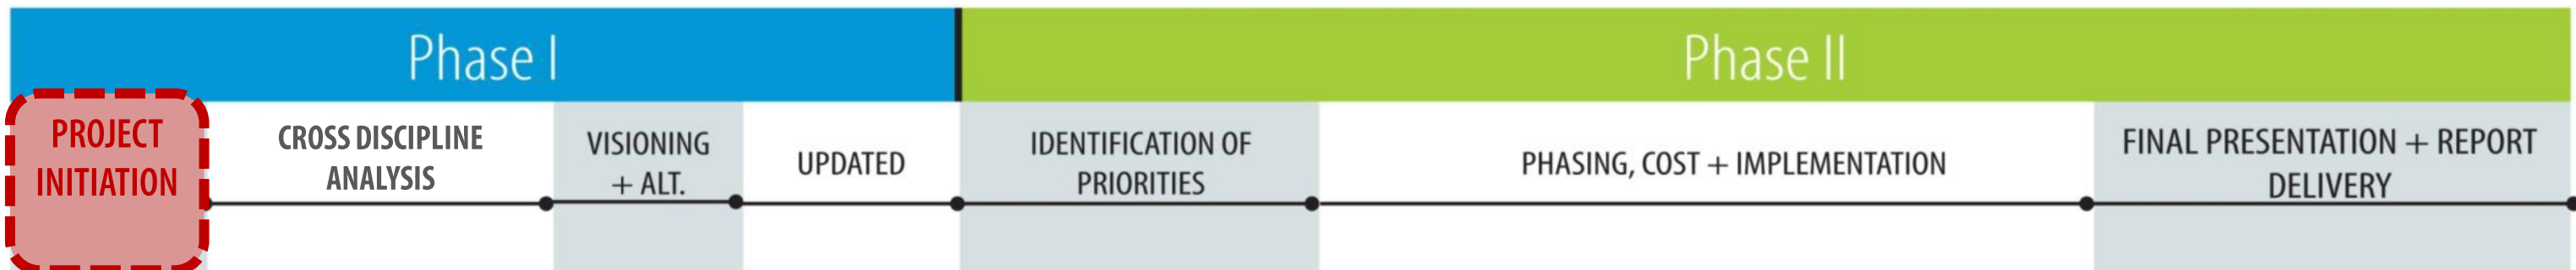 Phase I
Phase II
PROJECT
INITIATION
CROSS DISCIPLINE
ANALYSIS
VISIONING
+ ALT.
UPDATED
IDENTIFICATION OF
PRIORITIES
PHASING, COST + IMPLEMENTATION
FINAL PRESENTATION + REPORT
DELIVERY